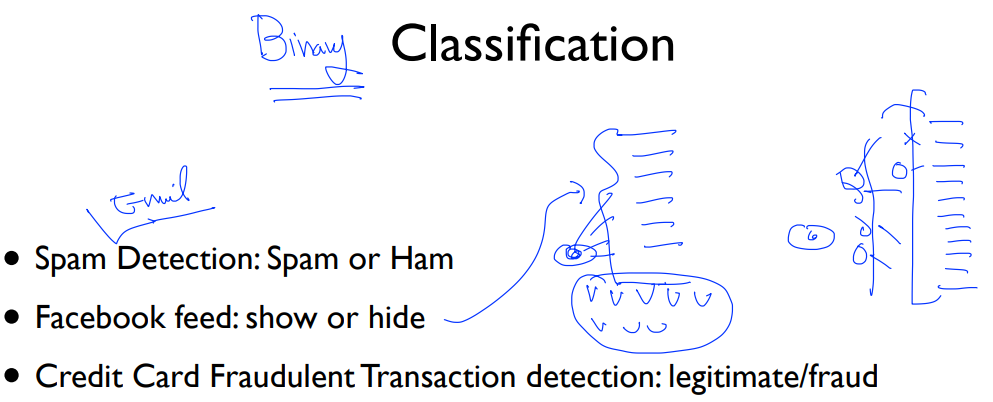 Binary Classification
Email
• Spam Detection: Spam or Ham
• Facebook feed: show or hide
• Credit Card Fraudulent Transaction detection: legitimate/fraud